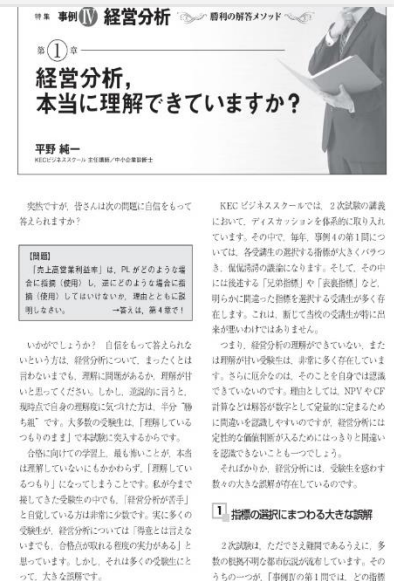 特集 事例Ⅳ 経営分析 勝利の解答メソッド
第1章
経営分析，
本当に理解できていますか？
平野 純一
KECビジネススクール 主任講師／中小企業診断士
突然ですが，皆さんは次の問題に自信をもって
答えられますか？
【問題】
「売上高営業利益率」は，PLがどのような場
合に指摘（使用）し，逆にどのような場合に指
摘（使用）してはいけないか，理由とともに説
明しなさい。 →答えは，第4章で！
いかがでしょうか？ 自信をもって答えられな
いという方は，経営分析について，まったくとは
言わないまでも，理解に問題があるか，理解が甘
いと思ってください。しかし，逆説的に言うと，
現時点で自身の理解度に気づけた方は，半分“勝
ち組”です。大多数の受験生は，「理解している
つもりのまま」で本試験に突入するからです。
合格に向けての学習上，最も怖いことが，本当
は理解していないにもかかわらず，「理解してい
るつもり」になってしまうことです。私が今まで
接してきた受験生の中でも，「経営分析が苦手」
と自覚している方は非常に少数です。実に多くの
受験生が，経営分析については「得意とは言えな
いまでも，合格点が取れる程度の実力がある」と
思っています。しかし，それは多くの受験生にと
って，大きな誤解です。
KECビジネススクールでは，2次試験の講義
において，ディスカッションを体系的に取り入れ
ています。その中で，毎年，事例Ⅳの第1問につ
いては，各受講生の選択する指標が大きくバラつ
き，侃侃諤諤の議論になります。そして，その中
には後述する「兄弟指標」や「表裏指標」など，
明らかに間違った指標を選択する受講生が多く存
在します。これは，断じて当校の受講生が特に出
来が悪いわけではありません。
つまり，経営分析の理解ができていない，また
は理解が甘い受験生は，非常に多く存在していま
す。さらに厄介なのは，そのことを自身では認識
できていないのです。理由としては，NPVやCF
計算などは解答が数字として定量的に定まるため
に間違いを認識しやすいのですが，経営分析には
定性的な価値判断が入るためにはっきりと間違い
を認識できないことも一つでしょう。
そればかりか，経営分析には，受験生を惑わす
数々の大きな誤解が存在しているのです。
1 指標の選択にまつわる大きな誤解
2次試験は，ただでさえ難関であるうえに，多
数の根拠不明な都市伝説が流布しています。その
うちの一つが，「事例Ⅳの第1問では，どの指標